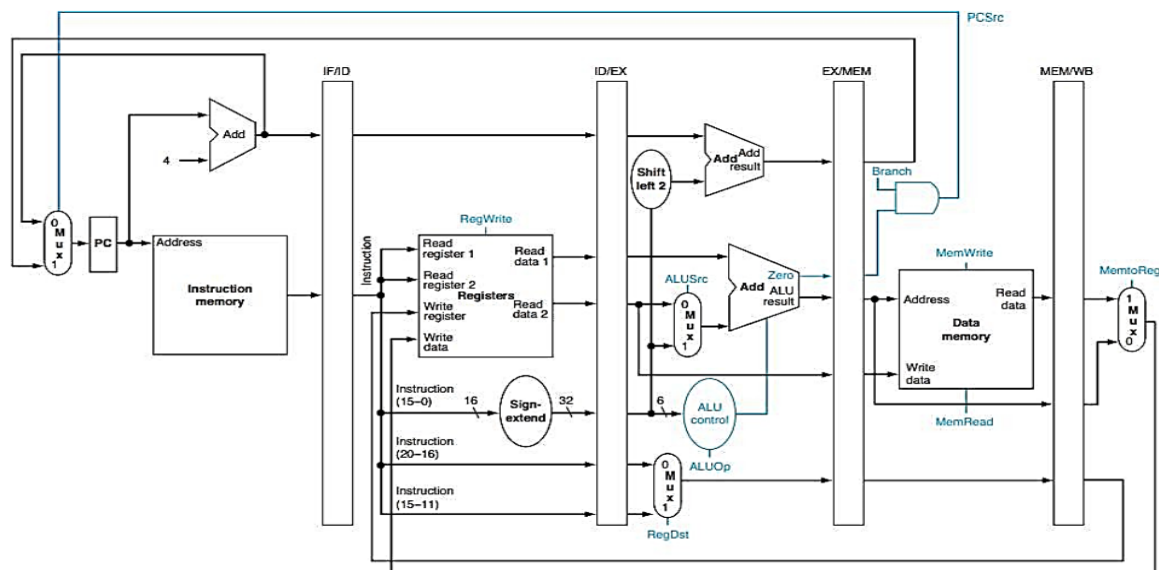 PCSrc
IF/ID
ID/EX
EX/MEM
MEM/WB
Add
4
Shift
left 2
Add
Add
result
Branch
0
M
u
x
1
PC
Address
Instruction
memory
Instruction
RegWrite
Read
register 1
Read
register 2
Registers
Write
register
Write
data
Read
data 1
Read
data 2
ALUSrc
0
M
u
x
1
Zero
Add
ALU
result
MemWrite
Address
Read
data
Data
memory
Write
data
MemRead
MemtoReg
1
M
u
x
0
Instruction
(15–0)
16
Sign-
extend
32
6
ALU
control
ALUOp
Instruction
(20–16)
Instruction
(15–11)
0
M
u
x
1
RegDst